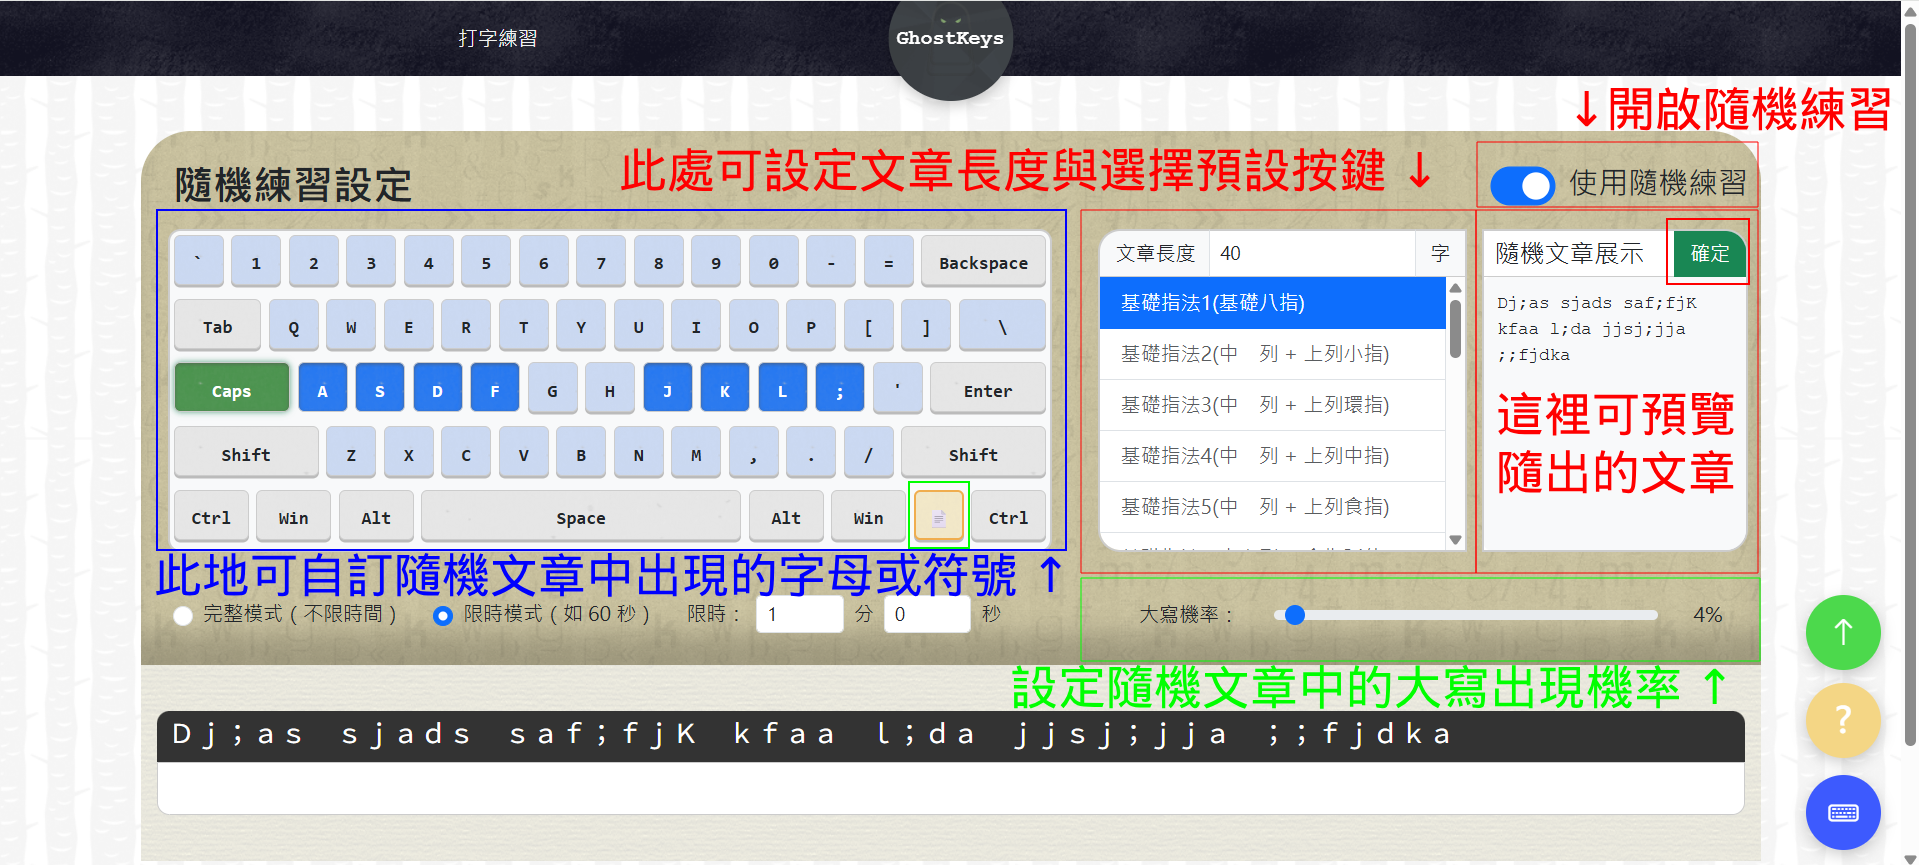 打字練習
GhostKeys
↓開啟隨機練習
隨機練習設定
此處可設定文章長度與選擇預設按鍵 ↓
使用隨機練習
` 1 2 3 4 5 6 7 8 9 0 - = Backspace
Tab Q W E R T Y U I O P [ ] \
Caps A S D F G H J K L ; ' Enter
Shift Z X C V B N M , . / Shift
Ctrl Win Alt Space Alt Win Ctrl
文章長度 40 字
基礎指法1(基礎八指)
基礎指法2(中　列 + 上列小指)
基礎指法3(中　列 + 上列環指)
基礎指法4(中　列 + 上列中指)
基礎指法5(中　列 + 上列食指)
隨機文章展示 確定
Dj;as sjads saf;fjK
kfaa l;da jjsj;jja
;;fjdka
這裡可預覽
隨出的文章
此地可自訂隨機文章中出現的字母或符號 ↑
完整模式 ( 不限時間 ) 限時模式 ( 如 60 秒 ) 限時： 1 分 0 秒
大寫機率： 4%
設定隨機文章中的大寫出現機率 ↑
Dj;as sjads saf;fjK kfaa l;da jjsj;jja ;;fjdka
↑
?